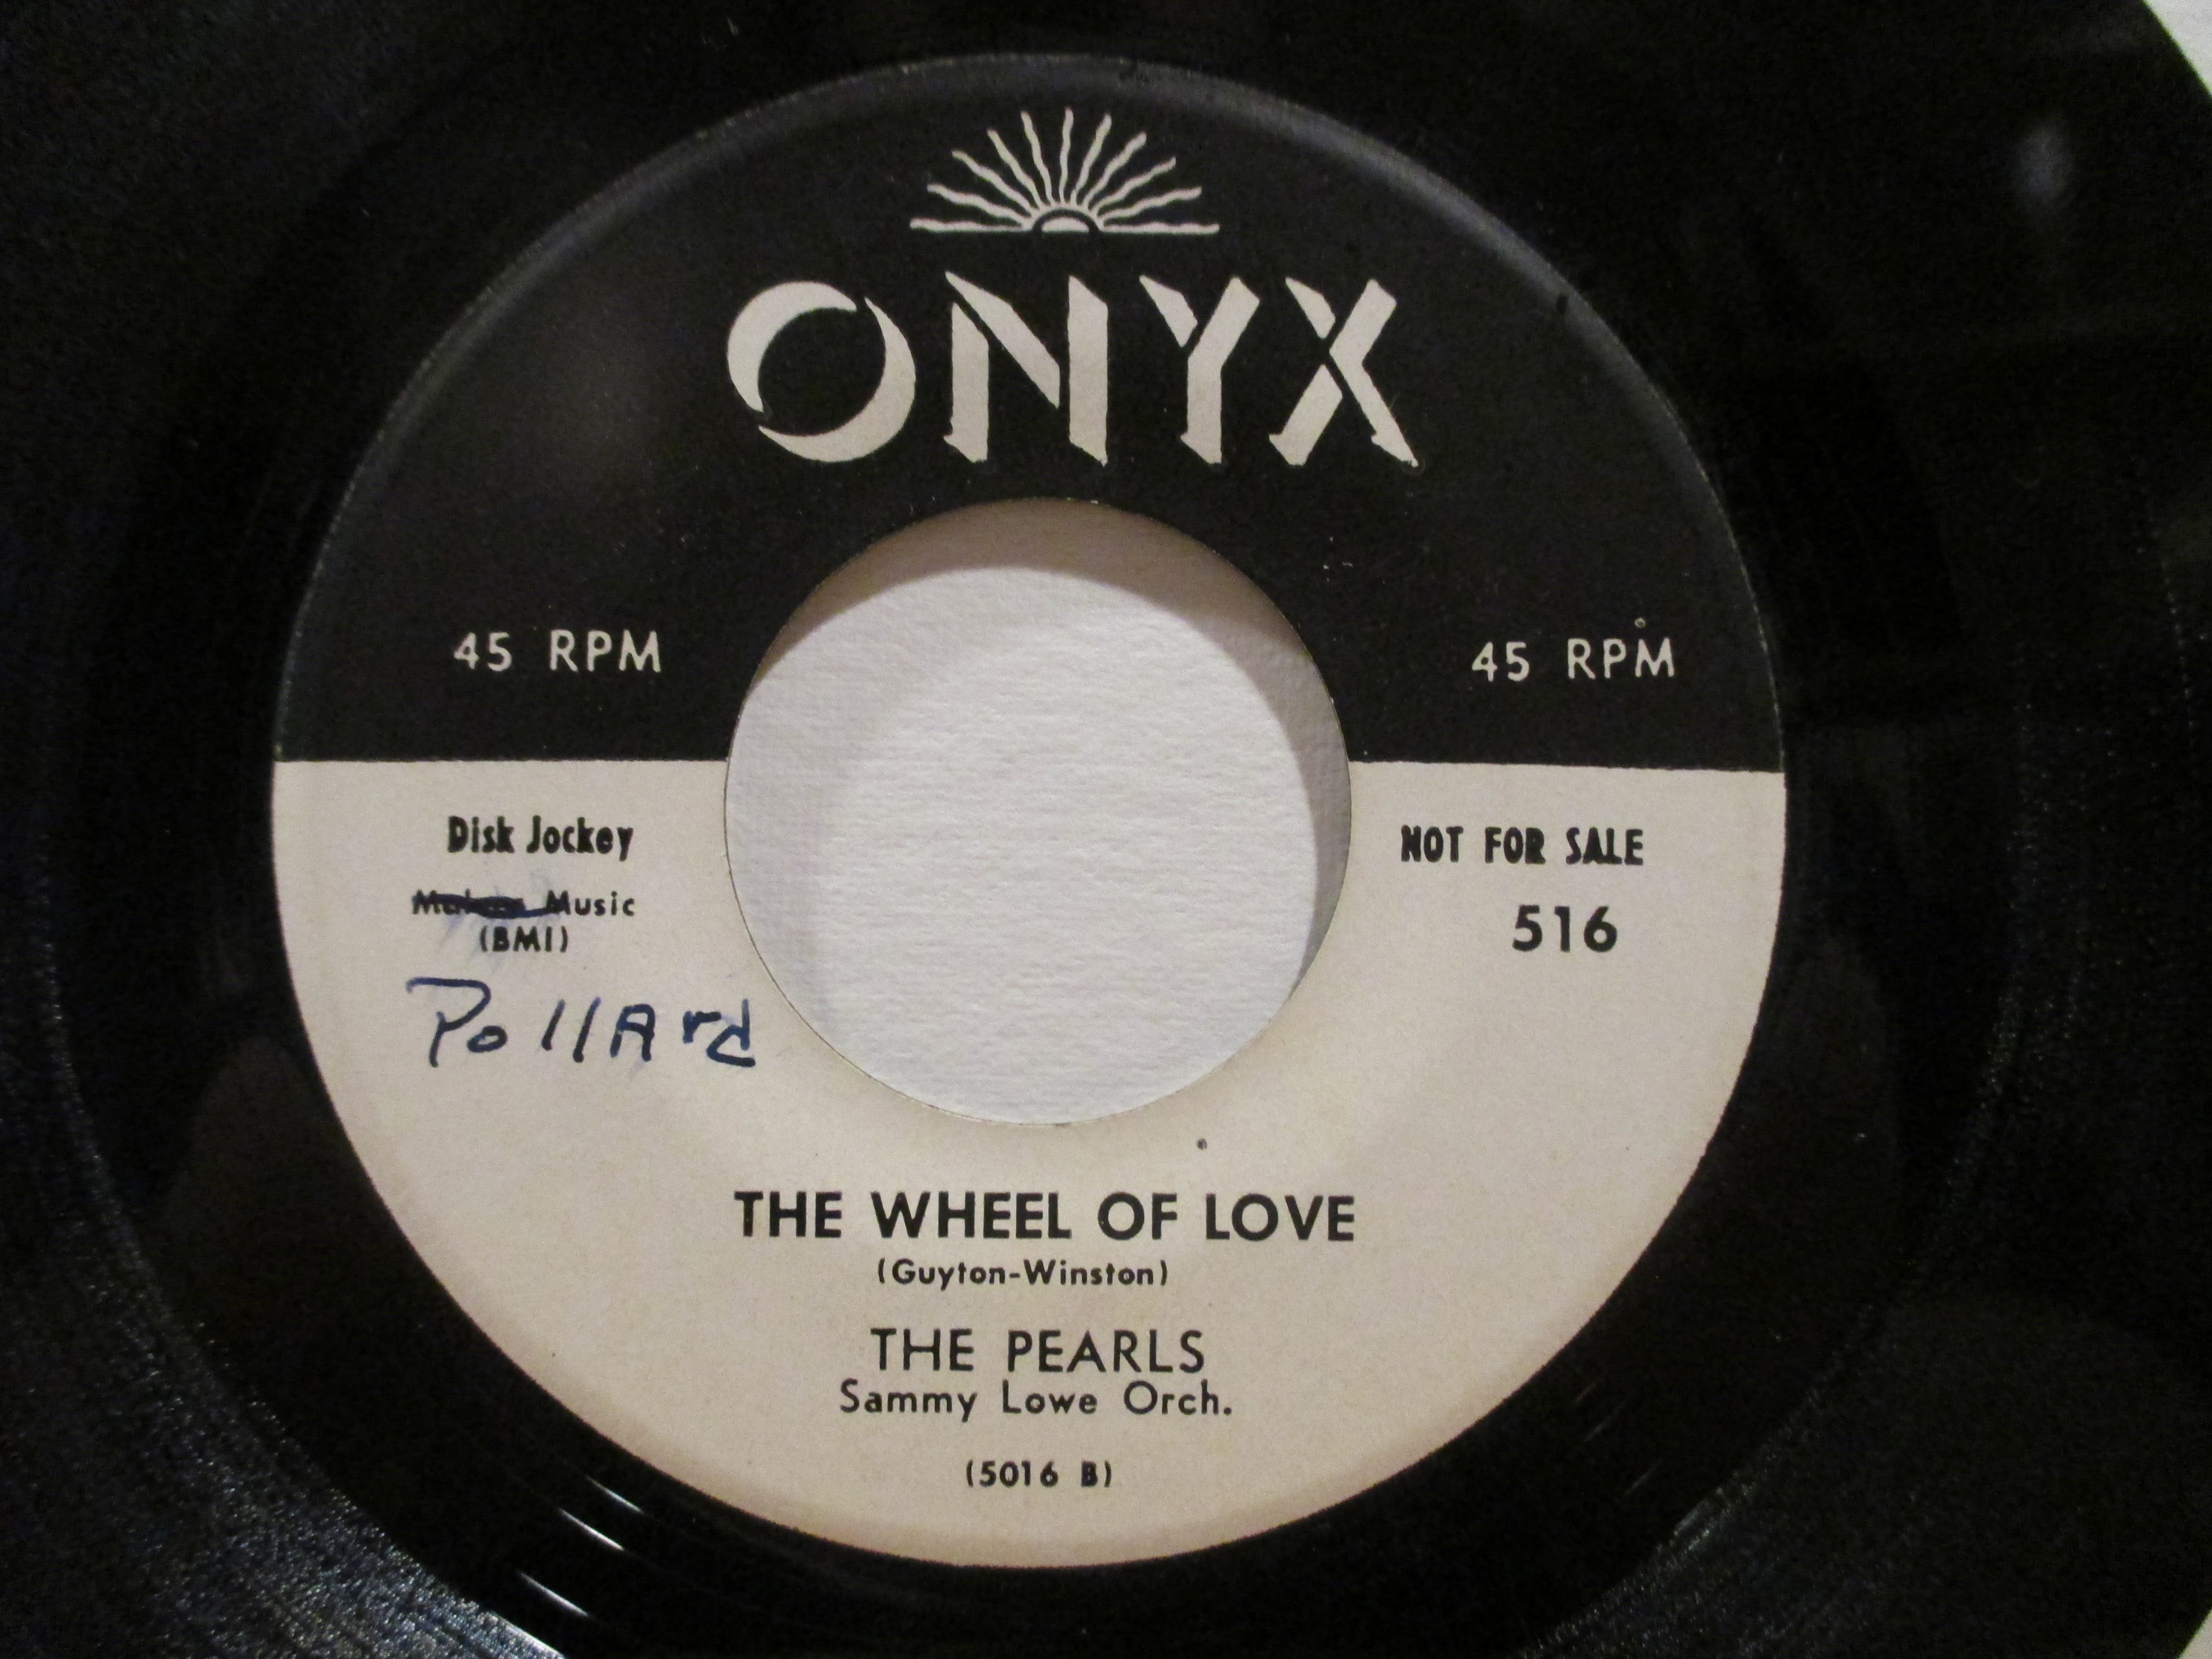 ONYX
45 RPM 45 RPM
Disk Jockey
Music
(BMI)
PollArd
NOT FOR SALE
516
THE WHEEL OF LOVE
(Guyton-Winston)
THE PEARLS
Sammy Lowe Orch.
(5016 B)